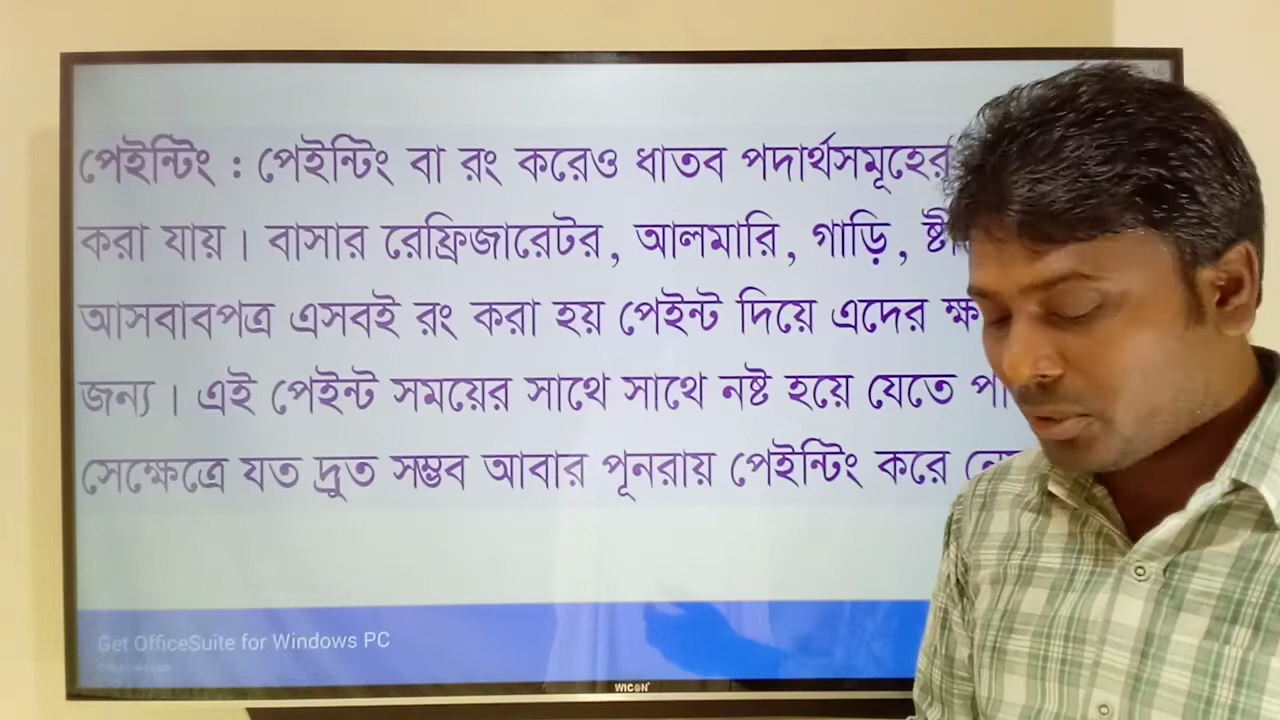 পেইন্টিং : পেইন্টিং বা রং করেও ধাতব পদার্থসমূহের
করা যায় । বাসার রেফ্রিজারেটর, আলমারি, গাড়ি,
আসবাবপত্র এসবই রং করা হয় পেইন্ট দিয়ে এদের
জন্য । এই পেইন্ট সময়ের সাথে সাথে নষ্ট হয়ে যেতে
সেক্ষেত্রে যত দ্রুত সম্ভব আবার পূনরায় পেইন্টিং করে
Get OfficeSuite for Windows PC
WICON